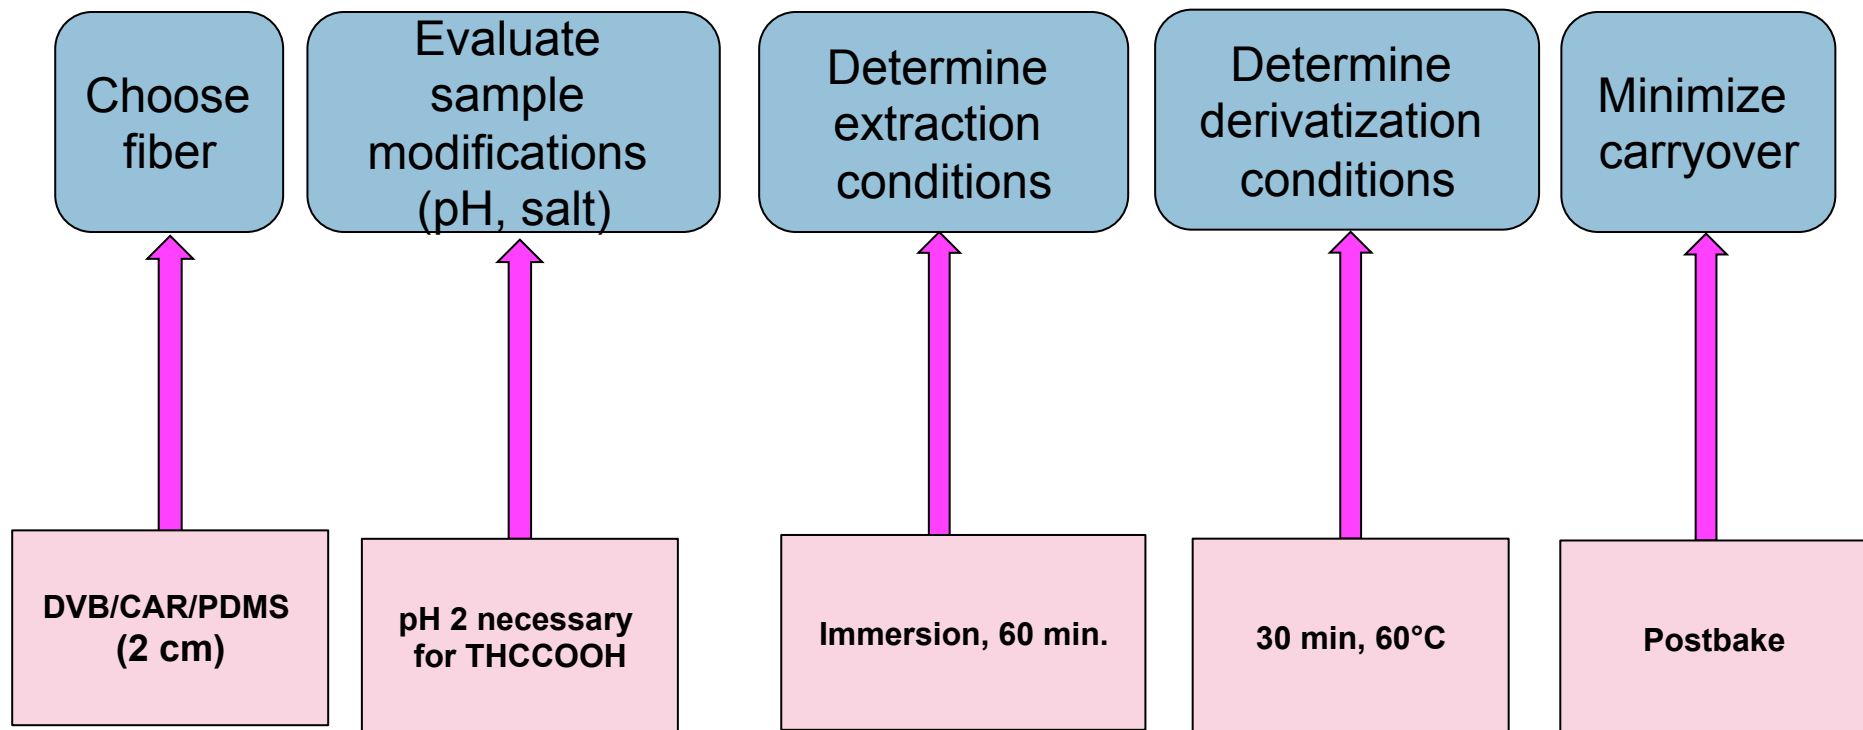 Choose
fiber
Evaluate
sample
modifications
(pH, salt)
Determine
extraction
conditions
Determine
derivatization
conditions
Minimize
carryover
DVB/CAR/PDMS
(2 cm)
pH 2 necessary
for THCCOOH
Immersion, 60 min.
30 min, 60°C
Postbake